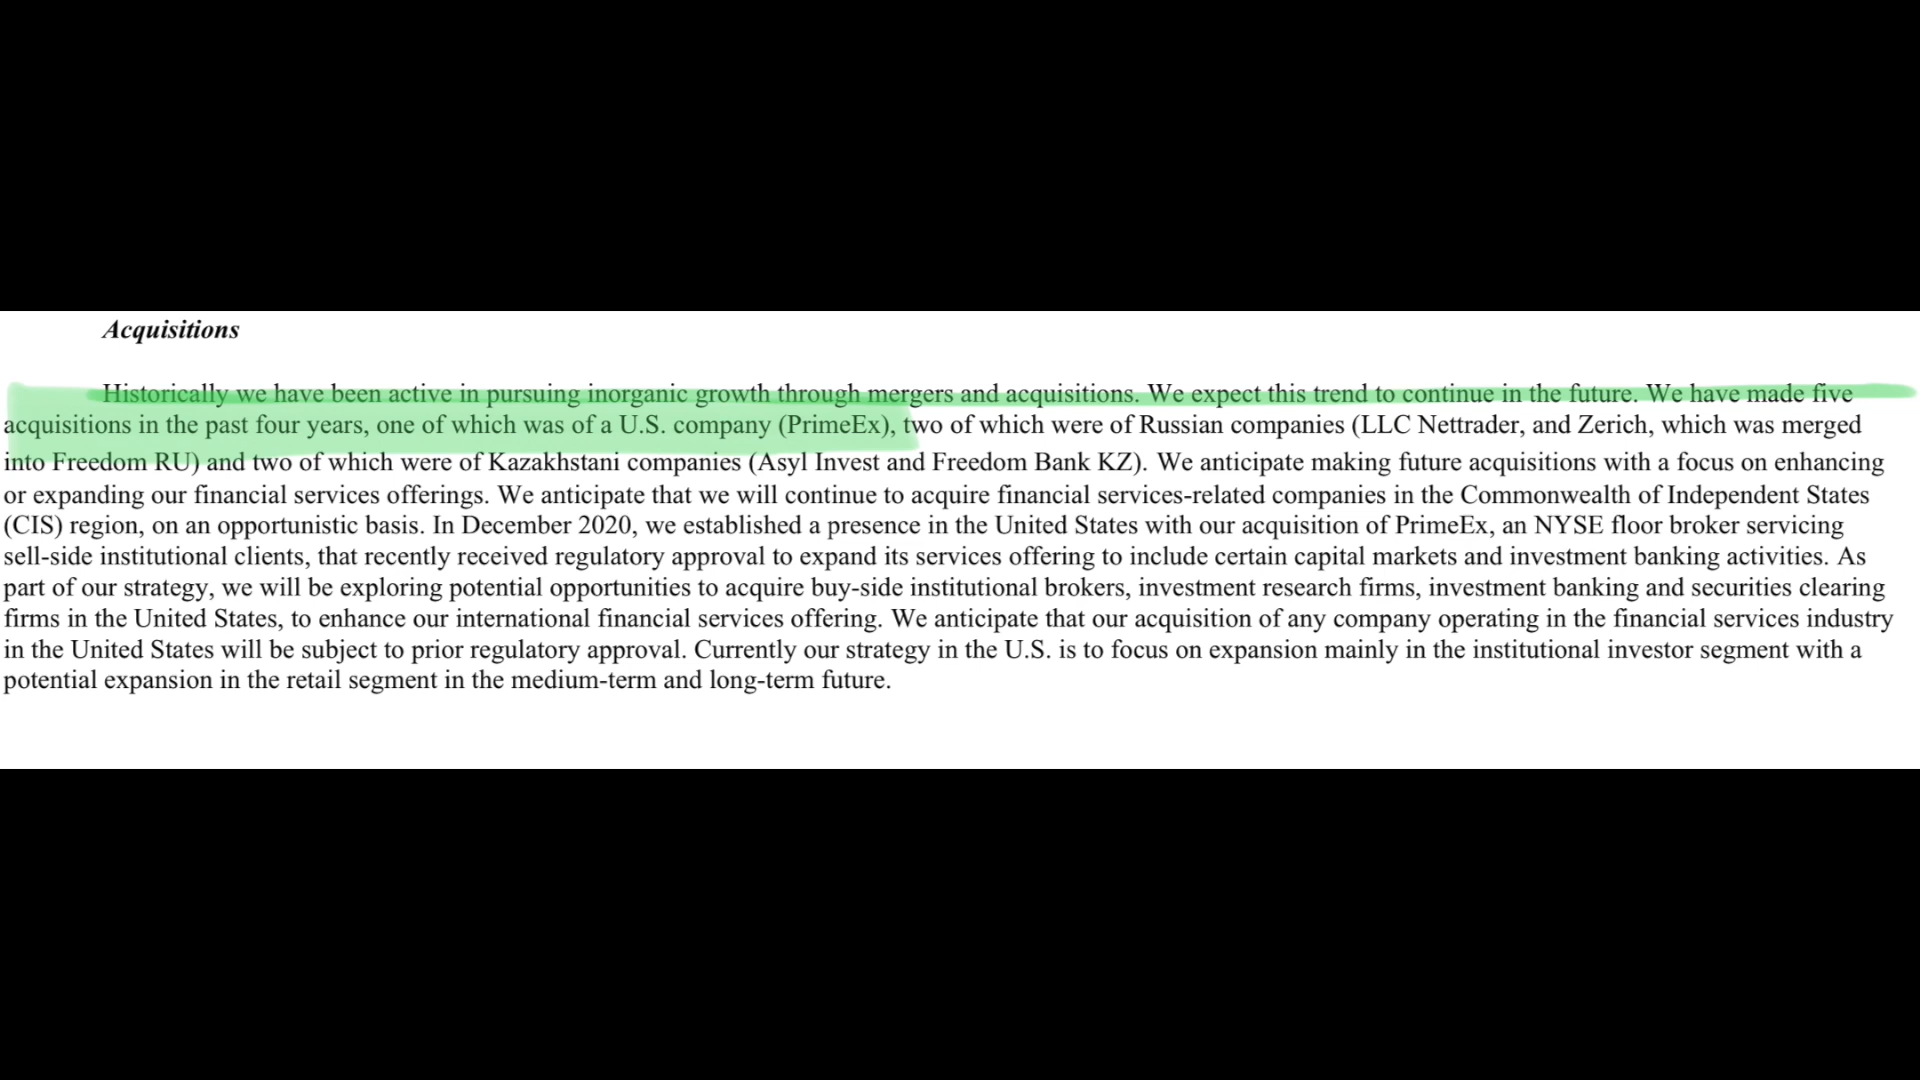 Acquisitions
Historically we have been active in pursuing inorganic growth through mergers and acquisitions. We expect this trend to continue in the future. We have made five
acquisitions in the past four years, one of which was of a U.S. company (PrimeEx), two of which were of Russian companies (LLC Nettrader, and Zerich, which was merged
into Freedom RU) and two of which were of Kazakhstani companies (Asyl Invest and Freedom Bank KZ). We anticipate making future acquisitions with a focus on enhancing
or expanding our financial services offerings. We anticipate that we will continue to acquire financial services-related companies in the Commonwealth of Independent States
(CIS) region, on an opportunistic basis. In December 2020, we established a presence in the United States with our acquisition of PrimeEx, an NYSE floor broker servicing
sell-side institutional clients, that recently received regulatory approval to expand its services offering to include certain capital markets and investment banking activities. As
part of our strategy, we will be exploring potential opportunities to acquire buy-side institutional brokers, investment research firms, investment banking and securities clearing
firms in the United States, to enhance our international financial services offering. We anticipate that our acquisition of any company operating in the financial services industry
in the United States will be subject to prior regulatory approval. Currently our strategy in the U.S. is to focus on expansion mainly in the institutional investor segment with a
potential expansion in the retail segment in the medium-term and long-term future.